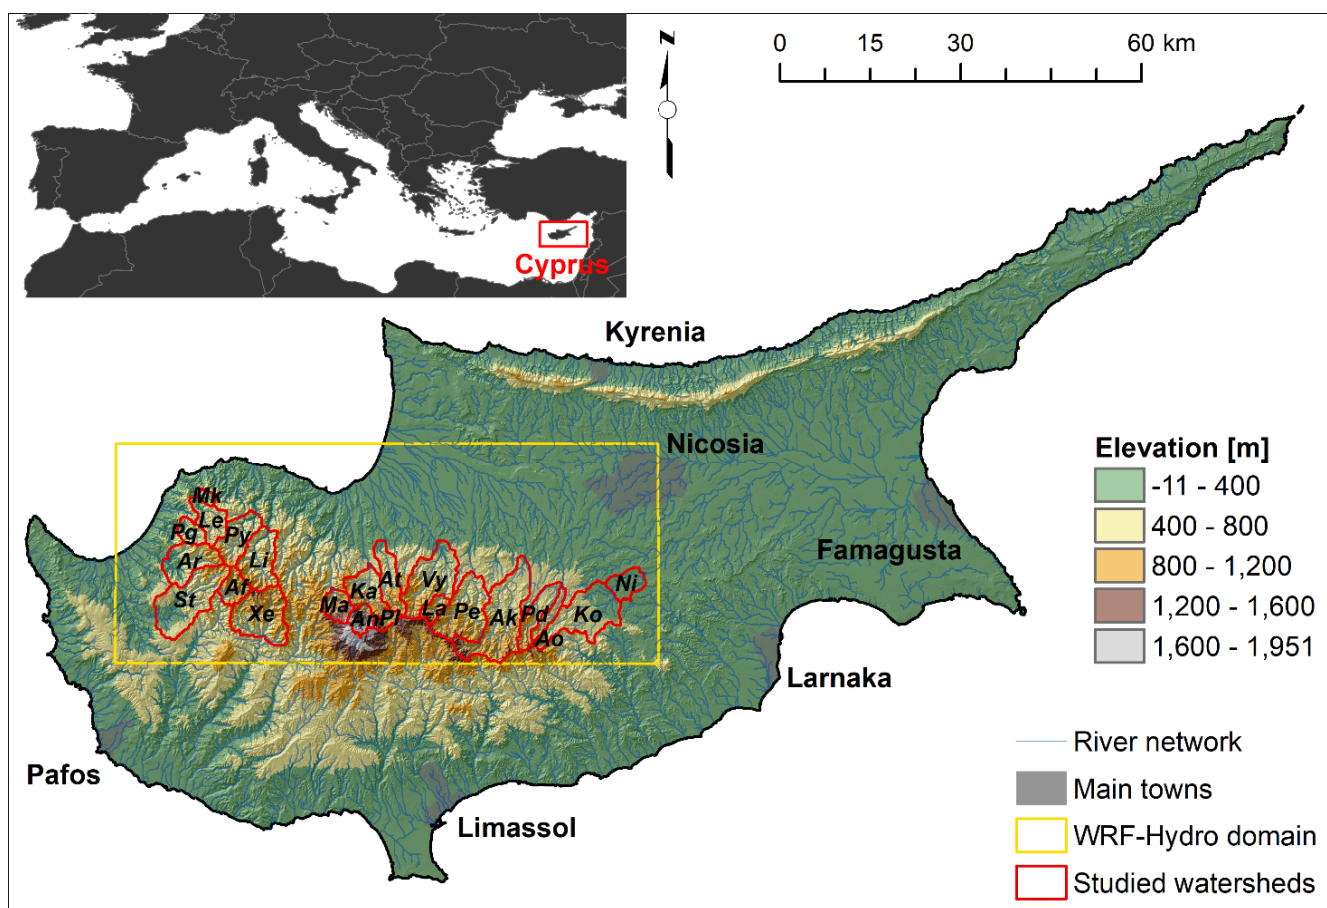 z
0 15 30 60 km
Cyprus
Kyrenia
Nicosia
Elevation [m]
-11 - 400
400 - 800
800 - 1,200
1,200 - 1,600
1,600 - 1,951
Mk
Le
Pg
Py
Ar
Li
Af
St
Xe
Ka
At
Vy
Ma
An
Pl
La
Pe
Ak
Pd
Ao
Ko
Ni
Famagusta
Larnaka
Pafos
Limassol
River network
Main towns
WRF-Hydro domain
Studied watersheds